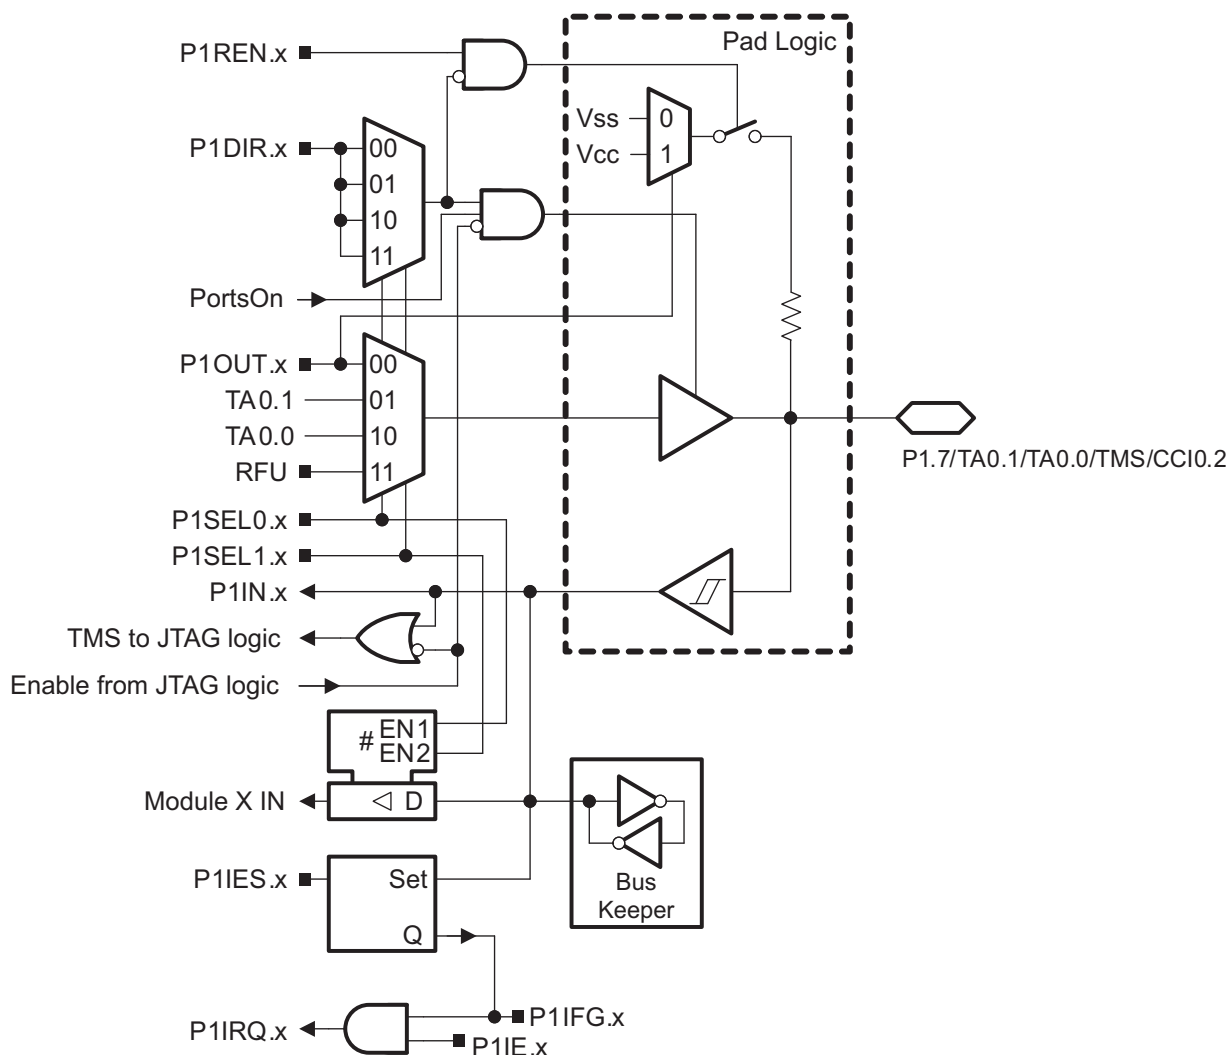 Pad Logic
P1REN.x
Vss
0
Vcc
1
P1DIR.x
00
01
10
11
PortsOn
P1OUT.x
00
TA0.1
01
TA0.0
10
RFU
11
P1.7/TA0.1/TA0.0/TMS/CCI0.2
P1SEL0.x
P1SEL1.x
P1IN.x
TMS to JTAG logic
Enable from JTAG logic
# EN1
EN2
Module X IN
D
P1IES.x
Set
Q
Bus
Keeper
P1IRQ.x
P1IFG.x
P1IE.x